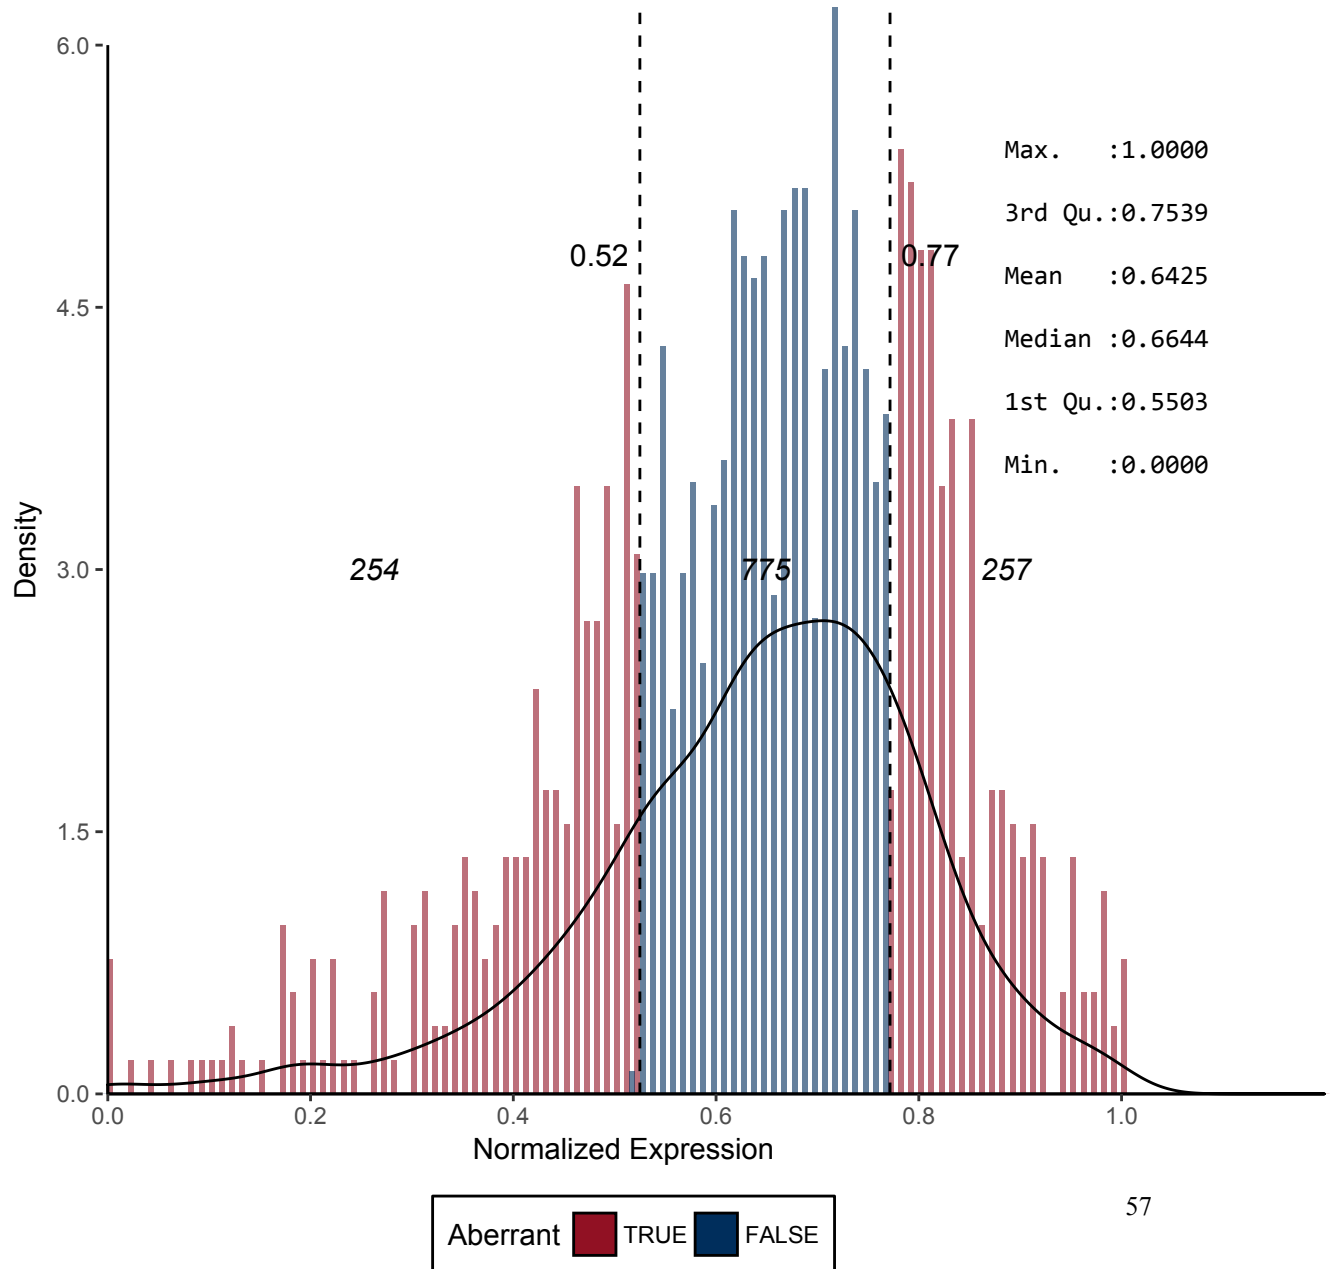 6.0
Max. :1.0000
3rd Qu.:0.7539
0.52
0.77
Mean :0.6425
4.5
Median :0.6644
1st Qu.:0.5503
Min. :0.0000
Density
3.0
254
775
257
1.5
0.0
0.0 0.2 0.4 0.6 0.8 1.0
Normalized Expression
57
Aberrant TRUE FALSE